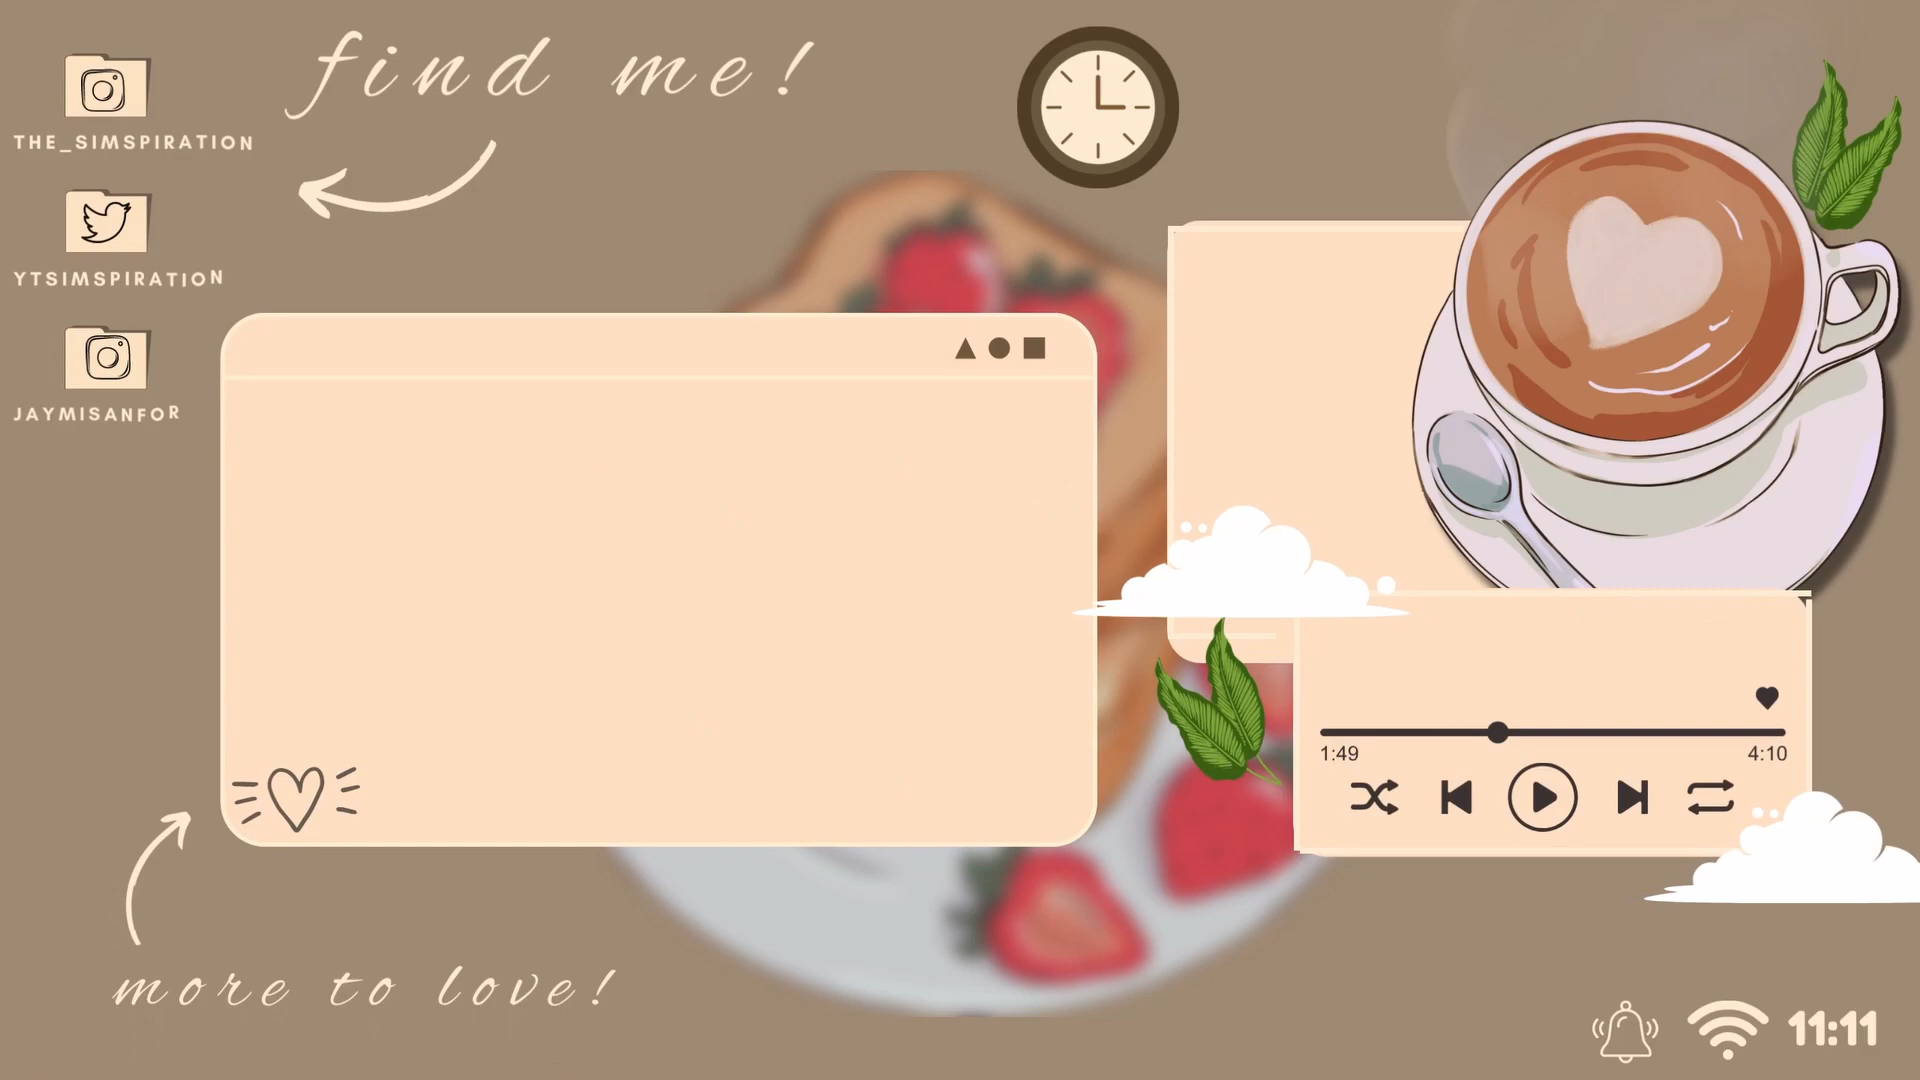 find me!
THE_SIMSPIRATION
YTSIMSPIRATION
JAYMISANFOR
1:49
4:10
more to love!
11:11